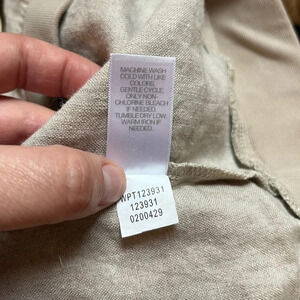 MACHINE WASH
COLD WITH LIKE
COLORS.
GENTLE CYCLE.
ONLY NON-
CHLORINE BLEACH
IF NEEDED.
TUMBLE DRY LOW.
WARM IRON IF
NEEDED.
WPT123931
123931
0200429